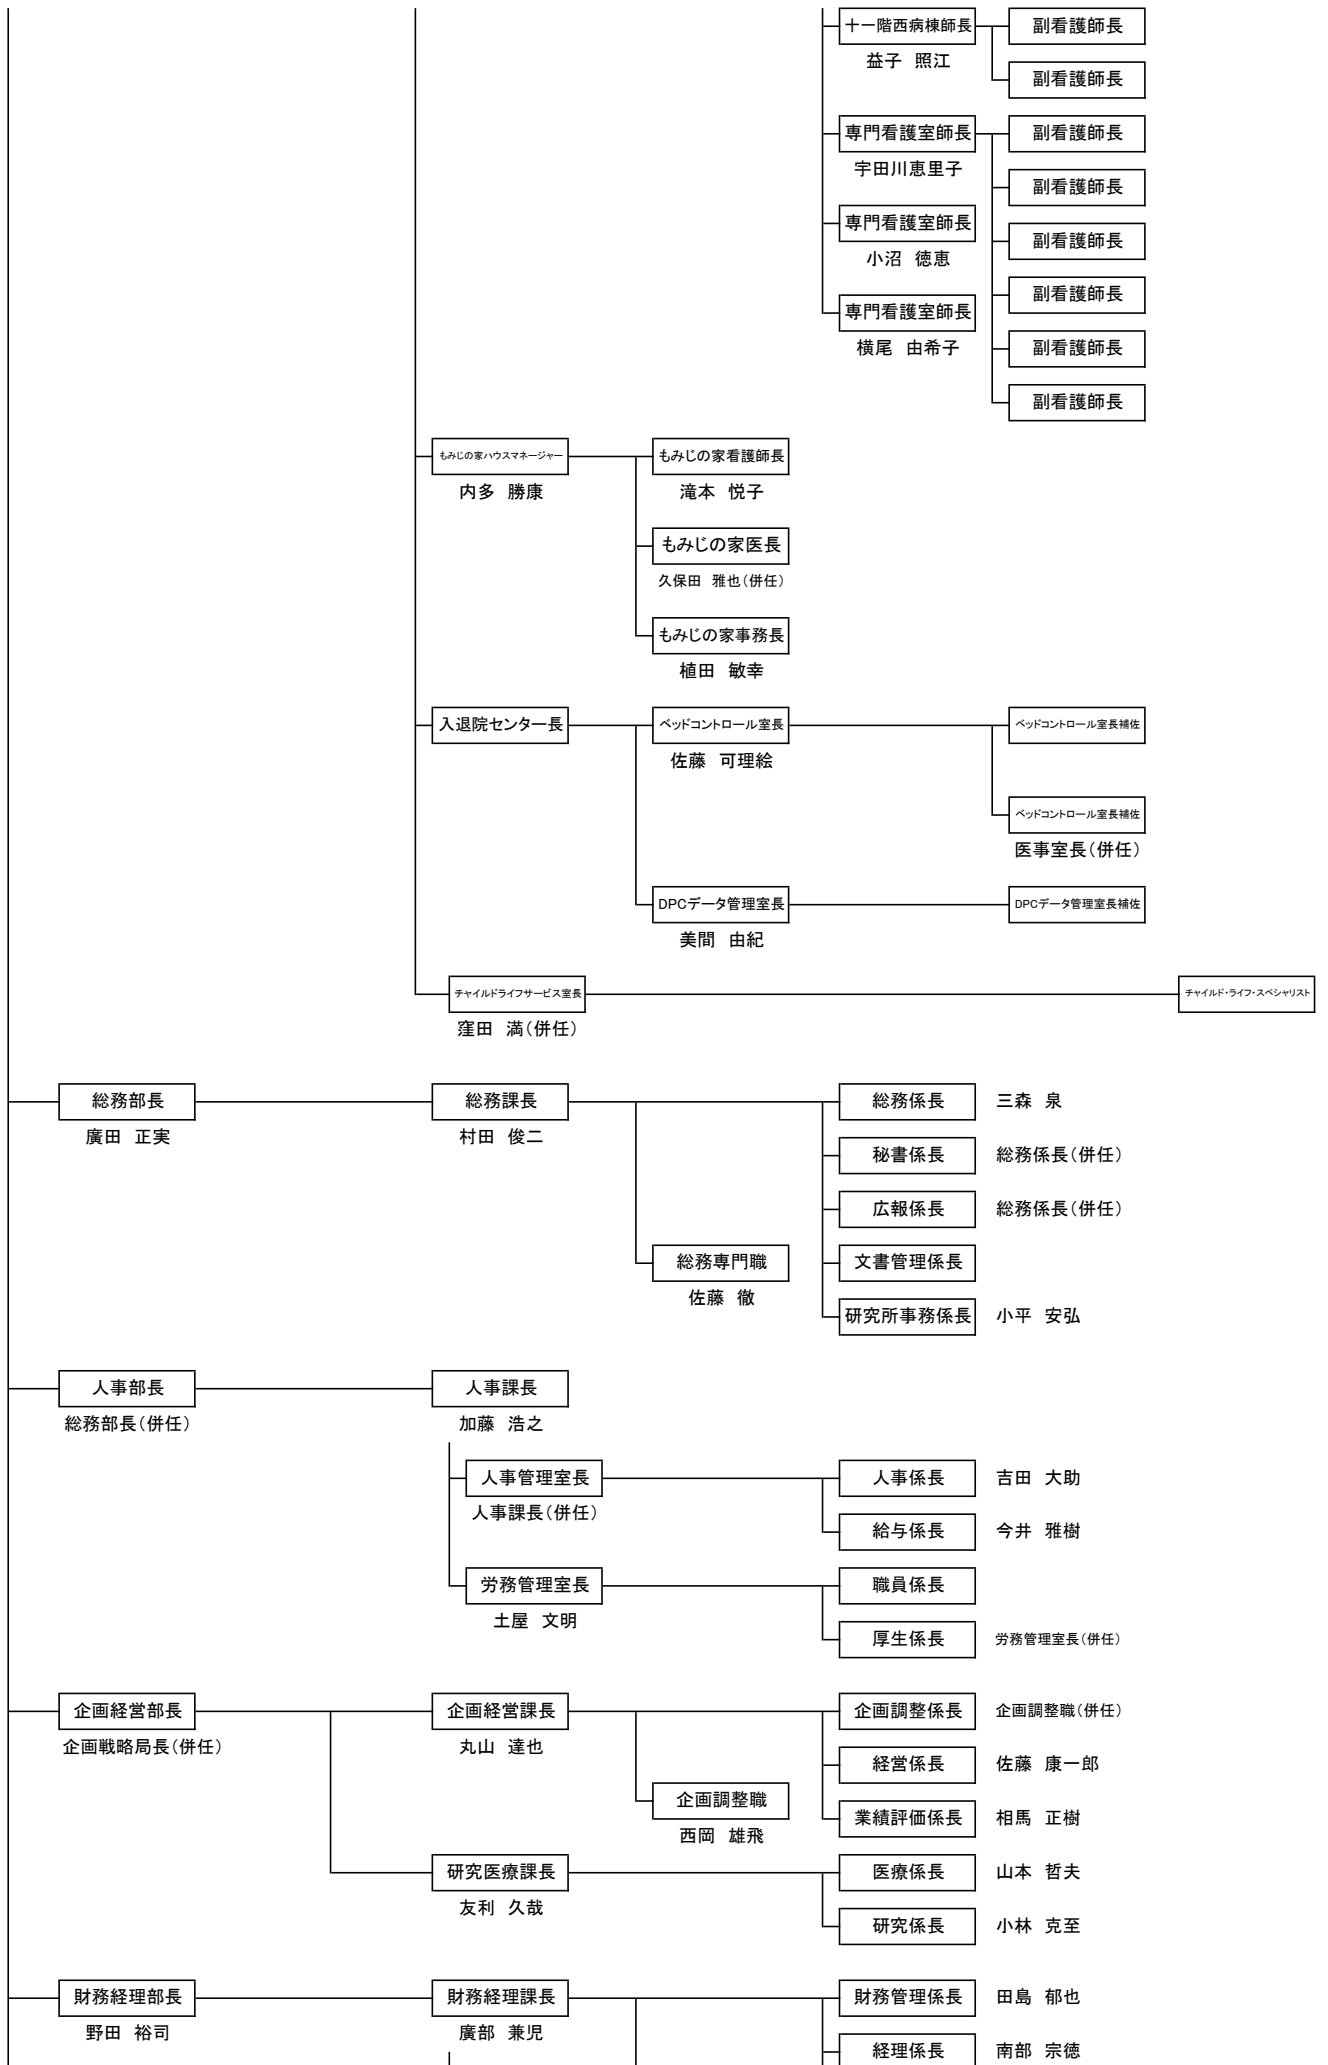 十一階西病棟師長 副看護師長
益子 照江
副看護師長
専門看護室師長 副看護師長
宇田川恵里子
副看護師長
専門看護室師長
副看護師長
小沼 徳恵
副看護師長
専門看護室師長
横尾 由希子 副看護師長
副看護師長
もみじの家ハウスマネージャー もみじの家看護師長
内多 勝康 滝本 悦子
もみじの家医長
久保田 雅也(併任)
もみじの家事務長
植田 敏幸
入退院センター長 ベッドコントロール室長 ベッドコントロール室長補佐
佐藤 可理絵
ベッドコントロール室長補佐
医事室長(併任)
DPCデータ管理室長 DPCデータ管理室長補佐
美間 由紀
チャイルドライフサービス室長 チャイルド・ライフ・スペシャリスト
窪田 満(併任)
総務部長 総務課長 総務係長 三森 泉
廣田 正実 村田 俊二
秘書係長 総務係長(併任)
広報係長 総務係長(併任)
総務専門職 文書管理係長
佐藤 徹
研究所事務係長 小平 安弘
人事部長 人事課長
総務部長(併任) 加藤 浩之
人事管理室長 人事係長 吉田 大助
人事課長(併任)
給与係長 今井 雅樹
労務管理室長 職員係長
土屋 文明
厚生係長 労務管理室長(併任)
企画経営部長 企画経営課長 企画調整係長 企画調整職(併任)
企画戦略局長(併任) 丸山 達也
経営係長 佐藤 康一郎
企画調整職
業績評価係長 相馬 正樹
西岡 雄飛
研究医療課長 医療係長 山本 哲夫
友利 久哉
研究係長 小林 克至
財務経理部長 財務経理課長 財務管理係長 田島 郁也
野田 裕司 廣部 兼児
経理係長 南部 宗徳